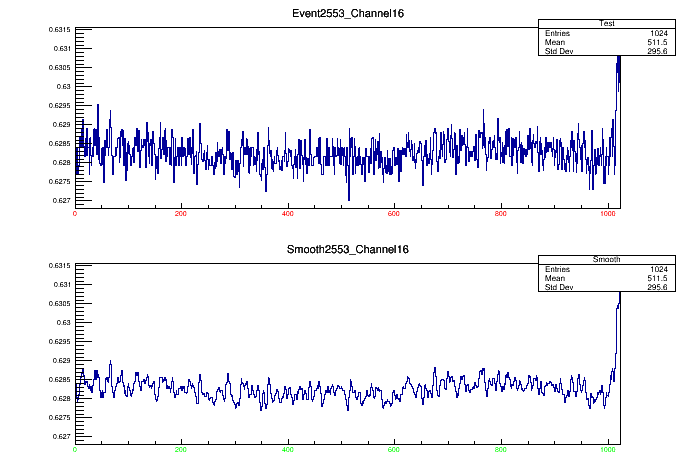 Event2553_Channel16
Test
Entries 1024
Mean 511.5
Std Dev 295.6
0.6315
0.631
0.6305
0.63
0.6295
0.629
0.6285
0.628
0.6275
0.627
0 200 400 600 800 1000
Smooth2553_Channel16
Smooth
Entries 1024
Mean 511.5
Std Dev 295.6
0.6315
0.631
0.6305
0.63
0.6295
0.629
0.6285
0.628
0.6275
0.627
0 200 400 600 800 1000